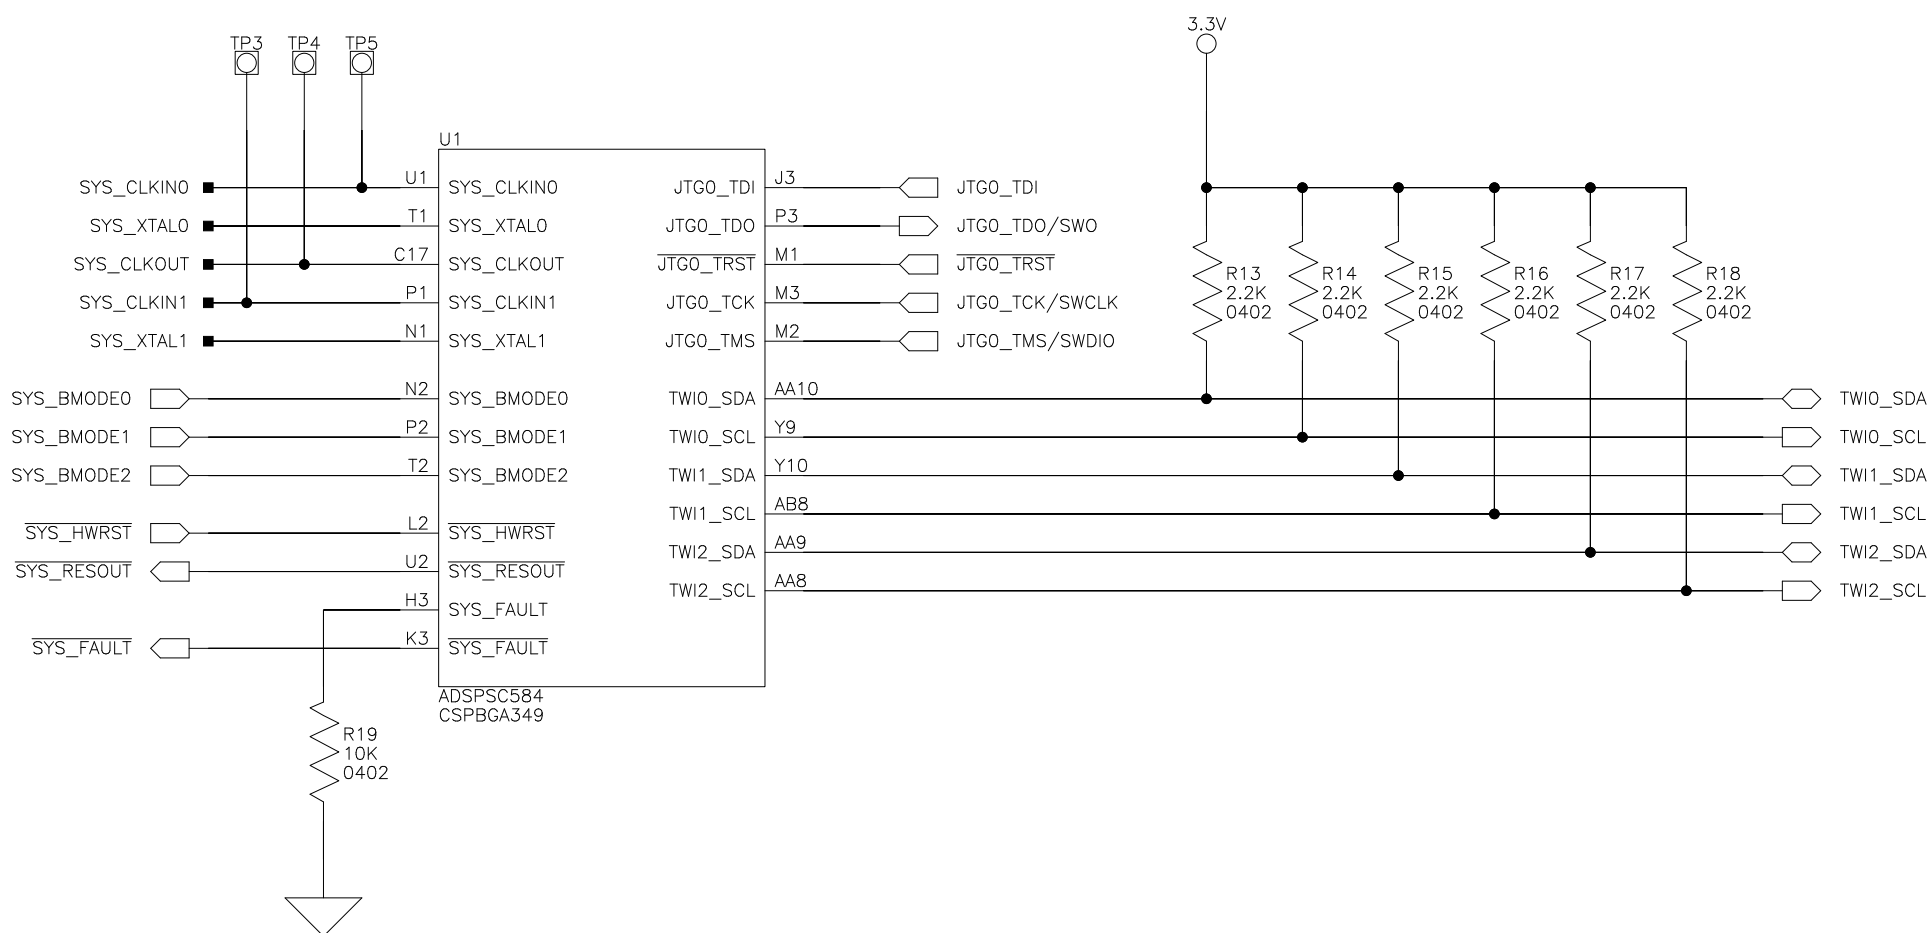 3.3V
TP3 TP4 TP5
U1
SYS_CLKIN0 U1 SYS_CLKIN0 JTG0_TDI J3 JTG0_TDI
SYS_XTAL0 T1 SYS_XTAL0 JTG0_TDO P3 JTG0_TDO/SWO
SYS_CLKOUT C17 SYS_CLKOUT JTG0_TRST M1 JTG0_TRST
SYS_CLKIN1 P1 SYS_CLKIN1 JTG0_TCK M3 JTG0_TCK/SWCLK
SYS_XTAL1 N1 SYS_XTAL1 JTG0_TMS M2 JTG0_TMS/SWDIO
R13 R14 R15 R16 R17 R18
2.2K 2.2K 2.2K 2.2K 2.2K 2.2K
0402 0402 0402 0402 0402 0402
SYS_BMODE0 N2 SYS_BMODE0 TWI0_SDA AA10 TWI0_SDA
SYS_BMODE1 P2 SYS_BMODE1 TWI0_SCL Y9 TWI0_SCL
SYS_BMODE2 T2 SYS_BMODE2 TWI1_SDA Y10 TWI1_SDA
TWI1_SCL AB8 TWI1_SCL
SYS_HWRST L2 SYS_HWRST
TWI2_SDA AA9 TWI2_SDA
SYS_RESOUT U2 SYS_RESOUT
TWI2_SCL AA8 TWI2_SCL
H3 SYS_FAULT
SYS_FAULT K3 SYS_FAULT
ADSPSC584
CSPBGA349
R19
10K
0402